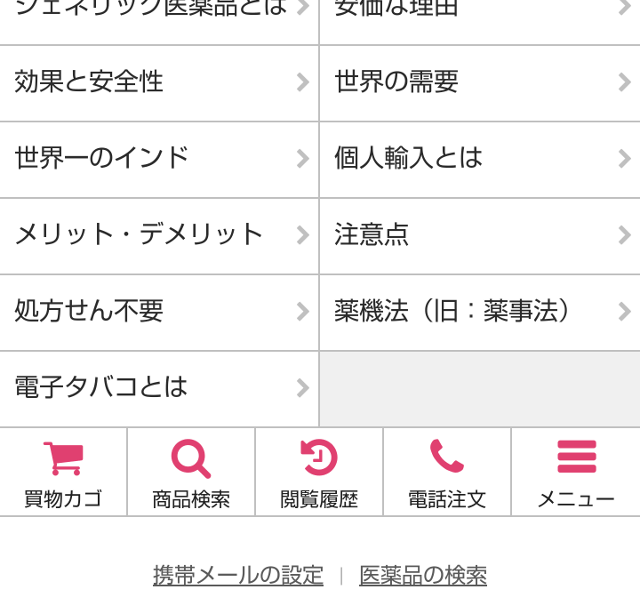 ジェネリック医薬品とは
安価な理由
効果と安全性
世界の需要
世界一のインド
個人輸入とは
メリット・デメリット
注意点
処方せん不要
薬機法（旧：薬事法）
電子タバコとは
買物カゴ
商品検索
閲覧履歴
電話注文
メニュー
携帯メールの設定 | 医薬品の検索